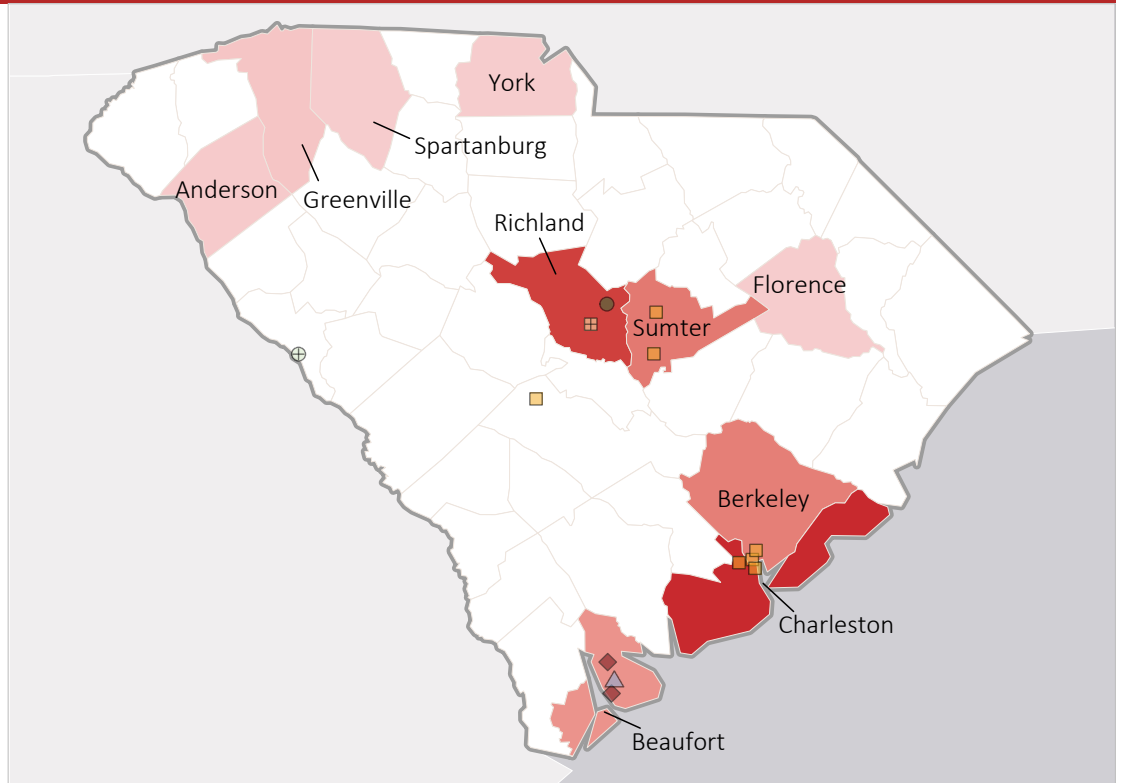 York
Spartanburg
Anderson
Greenville
Richland
Florence
Sumter
Berkeley
Charleston
Beaufort